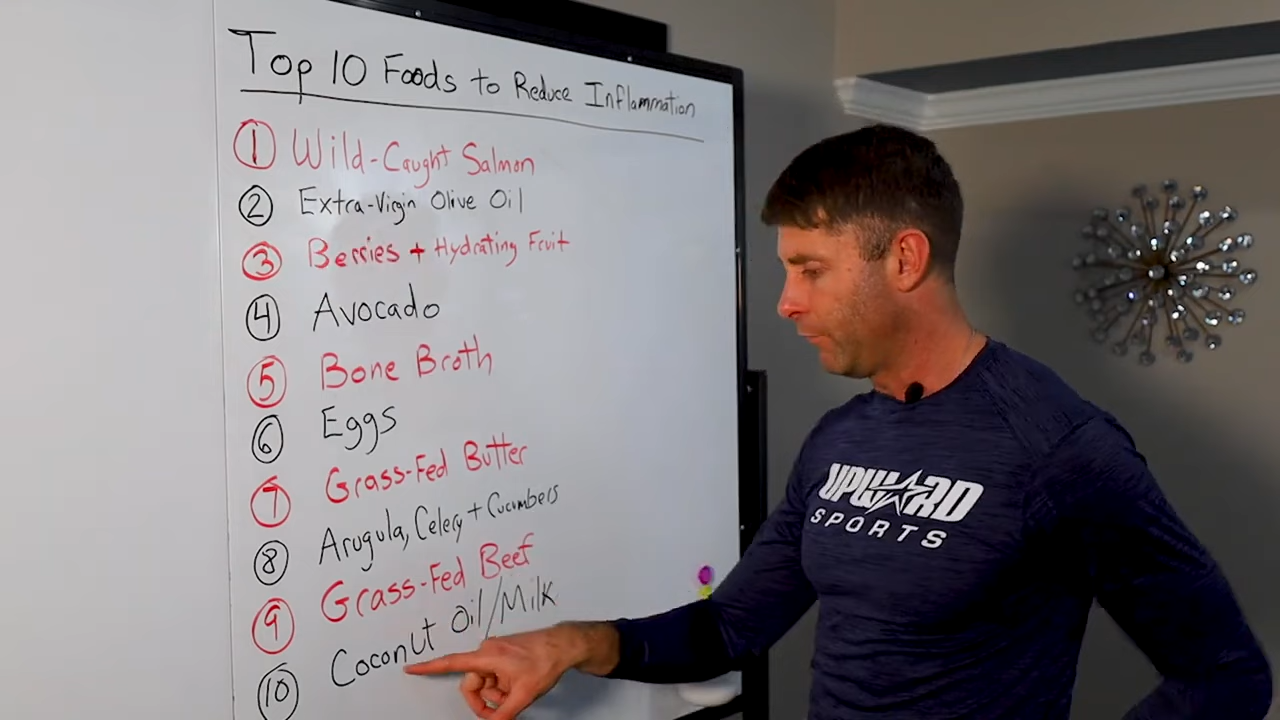 Top 10 Foods to Reduce Inflammation
1 Wild-Caught Salmon
2 Extra-Virgin Olive Oil
3 Berries + Hydrating Fruit
4 Avocado
5 Bone Broth
6 Eggs
7 Grass-Fed Butter
8 Arugula, Celery + Cucumbers
9 Grass-Fed Beef
10 Coconut Oil/Milk
UPWARD
SPORTS